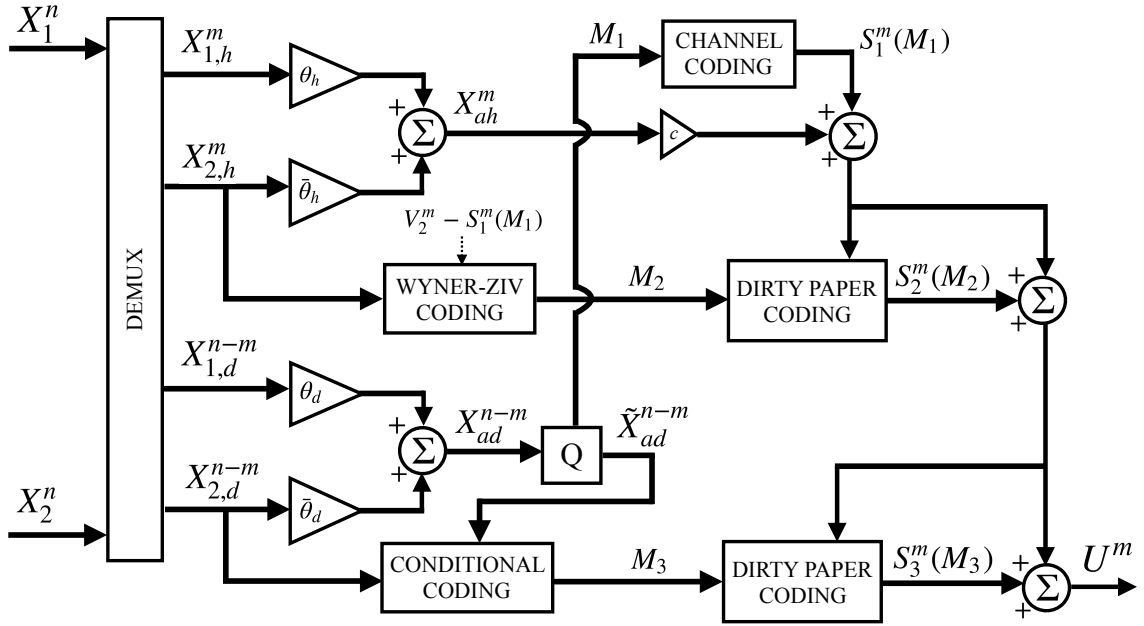 X_1^n
X_{1,h}^m
θ_h
+
+
Σ
X_{ah}^m
M_1
CHANNEL
CODING
S_1^m(M_1)
c
+
+
Σ
X_{2,h}^m
θ̄_h
V_2^m − S_1^m(M_1)
DEMUX
WYNER-ZIV
CODING
M_2
DIRTY PAPER
CODING
S_2^m(M_2)
+
+
Σ
X_{1,d}^{n−m}
θ_d
+
+
Σ
X_{ad}^{n−m}
Q
X̃_{ad}^{n−m}
X_2^n
X_{2,d}^{n−m}
θ̄_d
CONDITIONAL
CODING
M_3
DIRTY PAPER
CODING
S_3^m(M_3)
+
+
Σ
U^m